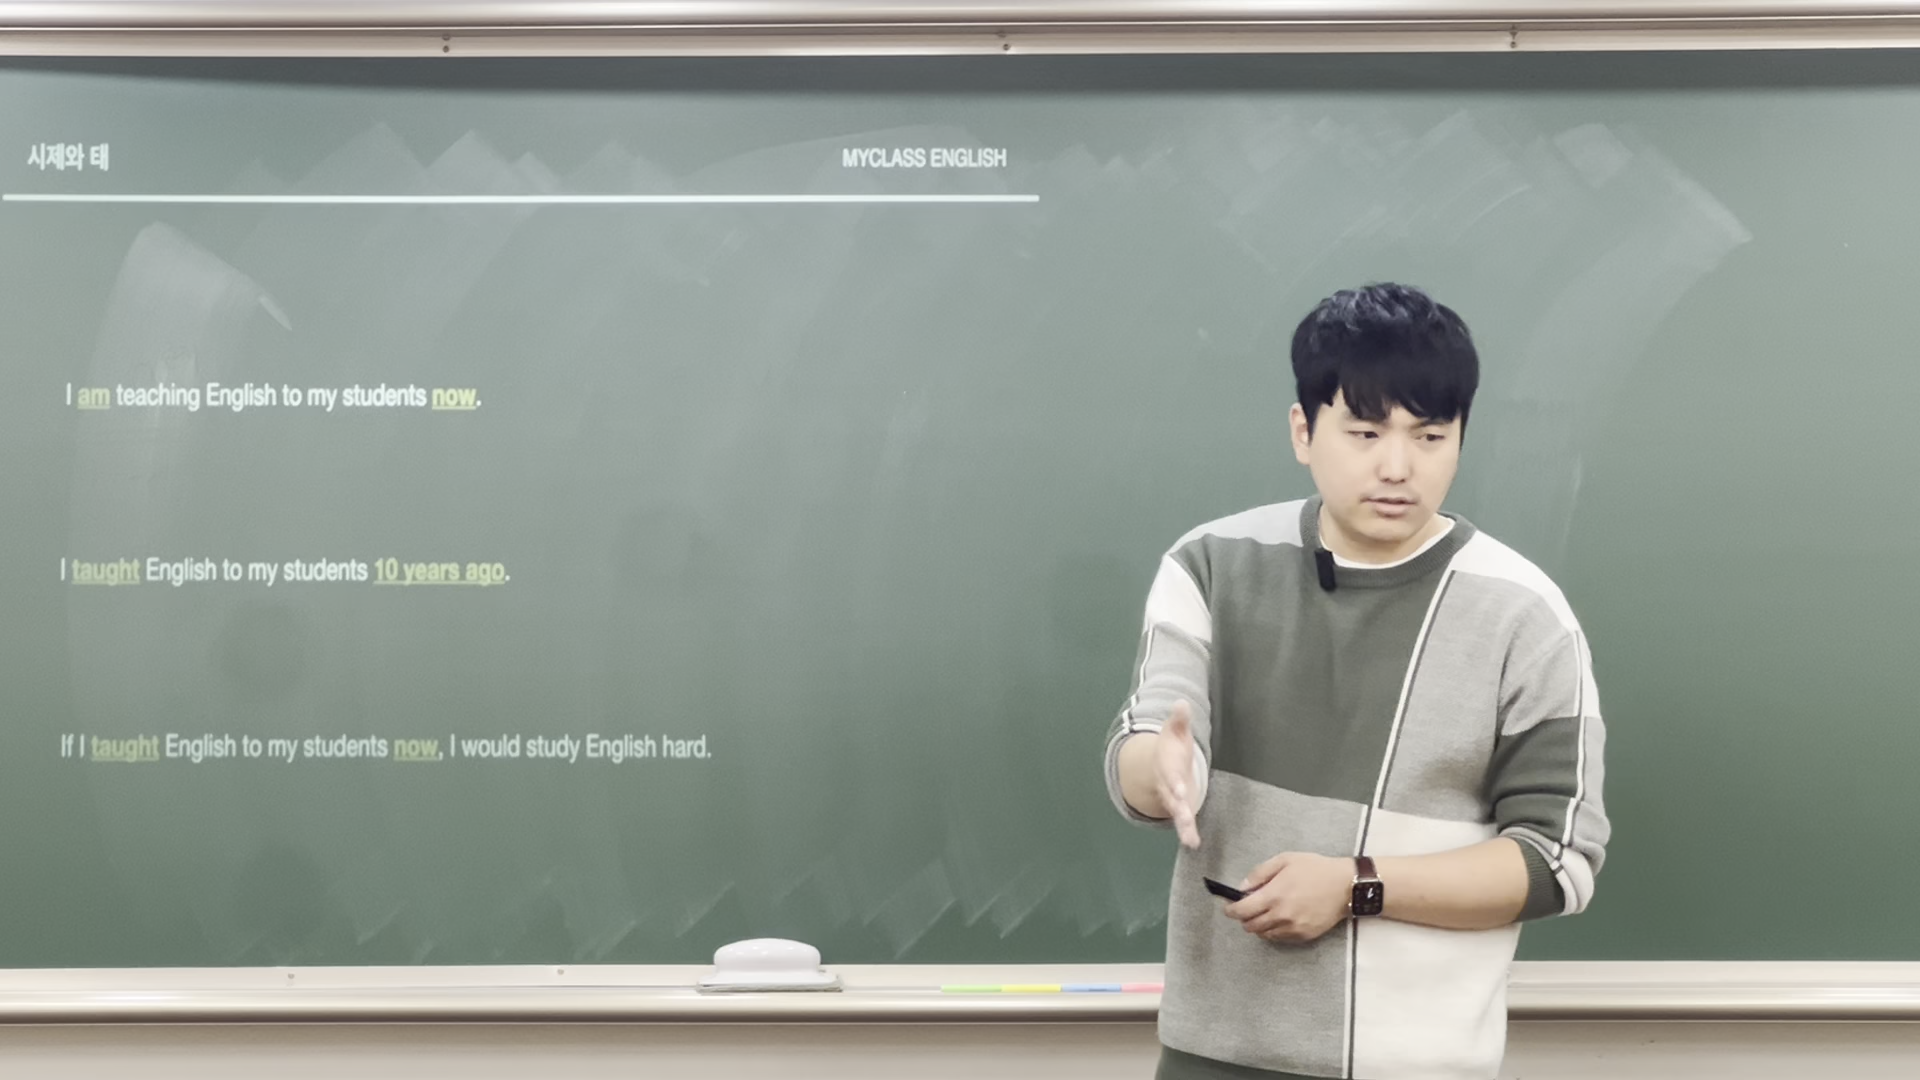 시제와 태
MYCLASS ENGLISH
I am teaching English to my students now.
I taught English to my students 10 years ago.
If I taught English to my students now, I would study English hard.